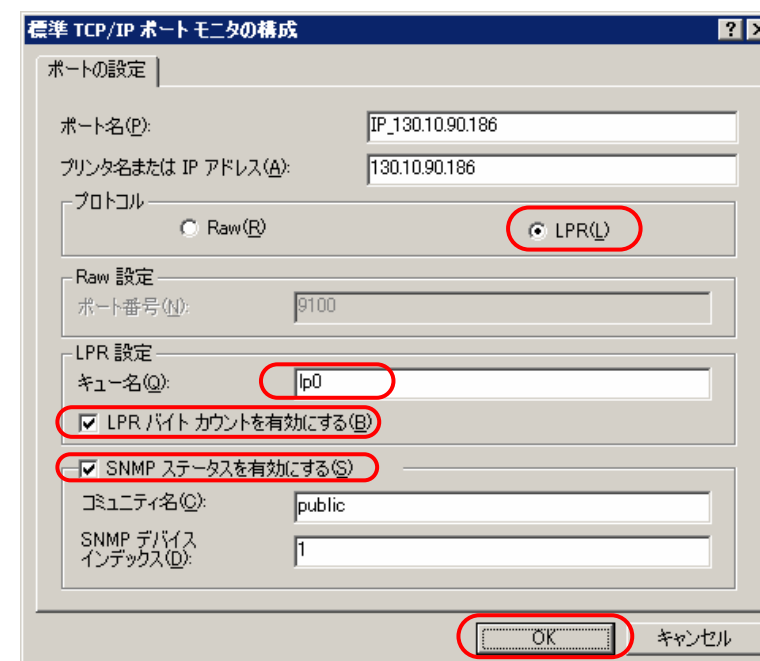 標準 TCP/IP ポート モニタの構成
ポートの設定
ポート名(P): IP_130.10.90.186
プリンタ名または IP アドレス(A): 130.10.90.186
プロトコル
Raw(R) LPR(L)
Raw 設定
ポート番号(N): 9100
LPR 設定
キュー名(Q): lp0
LPR バイト カウントを有効にする(B)
SNMP ステータスを有効にする(S)
コミュニティ名(C): public
SNMP デバイス
インデックス(D): 1
OK キャンセル